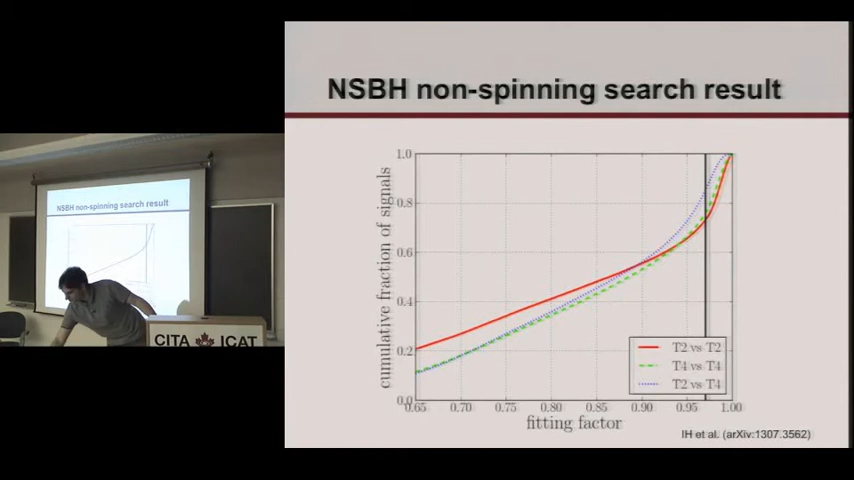 NSBH non-spinning search result
1.0
0.8
0.6
0.4
0.2
0.0
cumulative fraction of signals
0.65 0.70 0.75 0.80 0.85 0.90 0.95 1.00
fitting factor
T2 vs T2
T4 vs T4
T2 vs T4
IH et al. (arXiv:1307.3562)
NSBH non-spinning search result
CITA ICAT